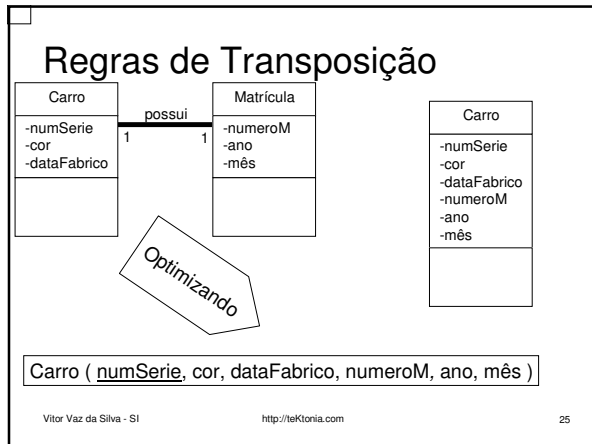 Regras de Transposição
Carro
-numSerie
-cor
-dataFabrico
possui
1
1
Matrícula
-numeroM
-ano
-mês
Carro
-numSerie
-cor
-dataFabrico
-numeroM
-ano
-mês
Optimizando
Carro ( numSerie, cor, dataFabrico, numeroM, ano, mês )
Vitor Vaz da Silva - SI
http://teKtonia.com
25